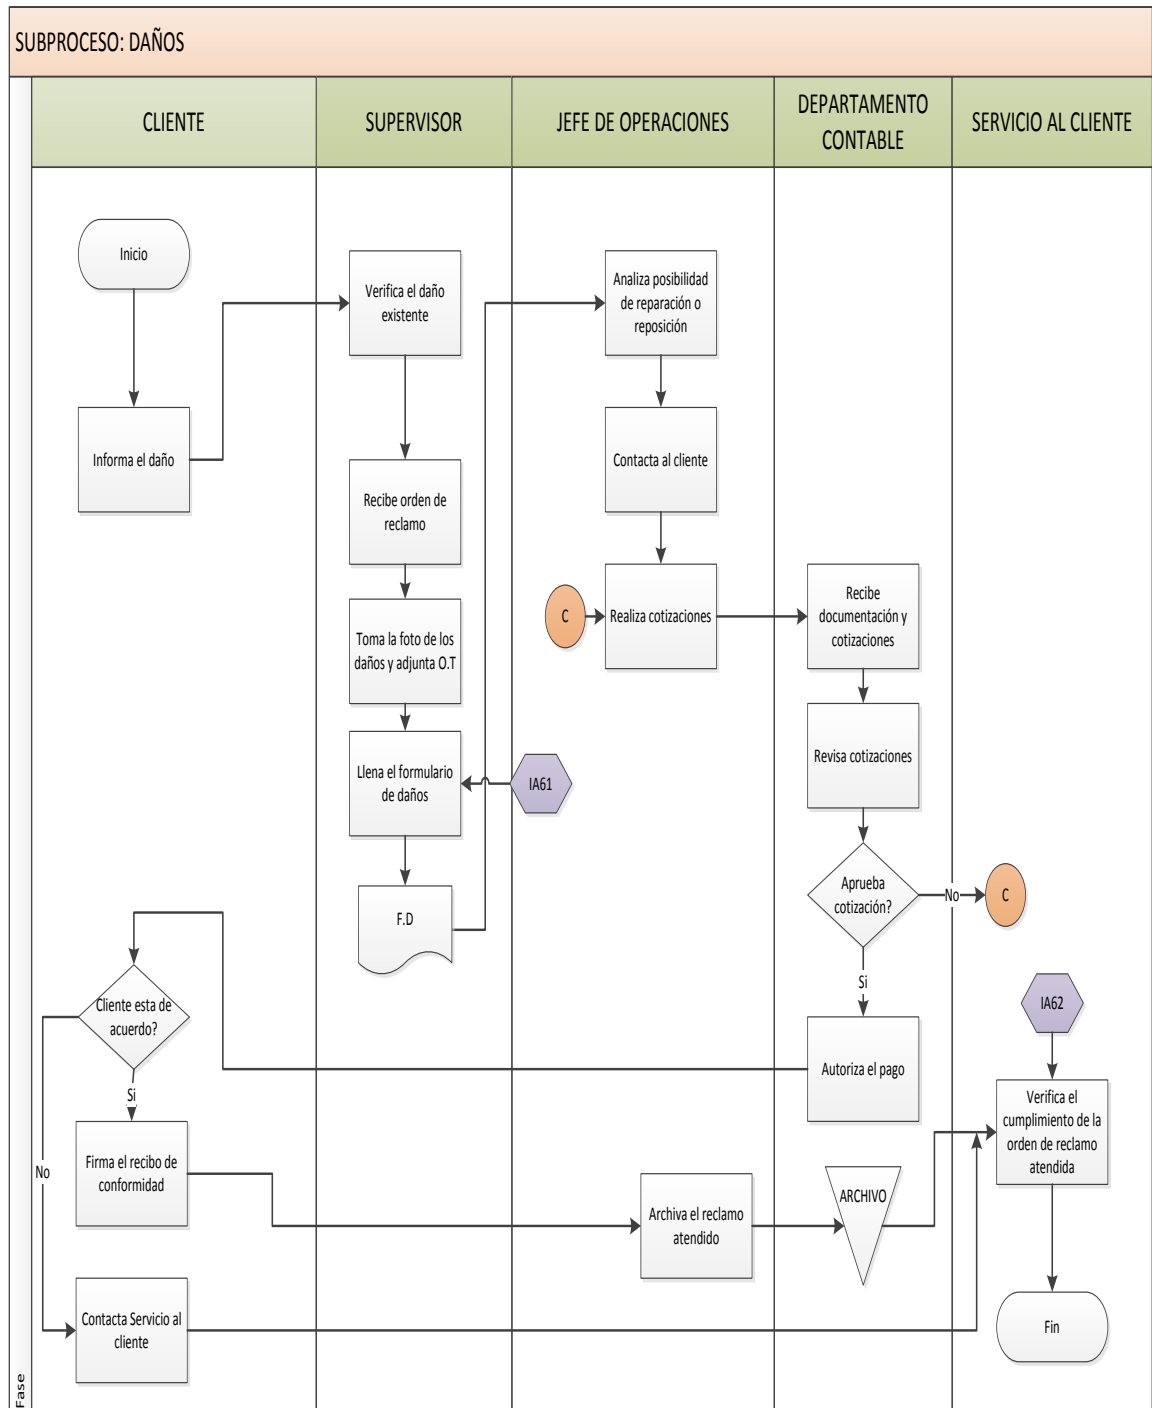 SUBPROCESO: DAÑOS
CLIENTE
SUPERVISOR
JEFE DE OPERACIONES
DEPARTAMENTO
CONTABLE
SERVICIO AL CLIENTE
Inicio
Informa el daño
Verifica el daño
existente
Recibe orden de
reclamo
Toma la foto de los
daños y adjunta O.T
Llena el formulario
de daños
IA61
F.D
Analiza posibilidad
de reparación o
reposición
Contacta al cliente
C
Realiza cotizaciones
Recibe
documentación y
cotizaciones
Revisa cotizaciones
Aprueba
cotización?
No
C
Si
Autoriza el pago
Cliente esta de
acuerdo?
Si
No
Firma el recibo de
conformidad
Archiva el reclamo
atendido
ARCHIVO
IA62
Verifica el
cumplimiento de la
orden de reclamo
atendida
Contacta Servicio al
cliente
Fin
Fase